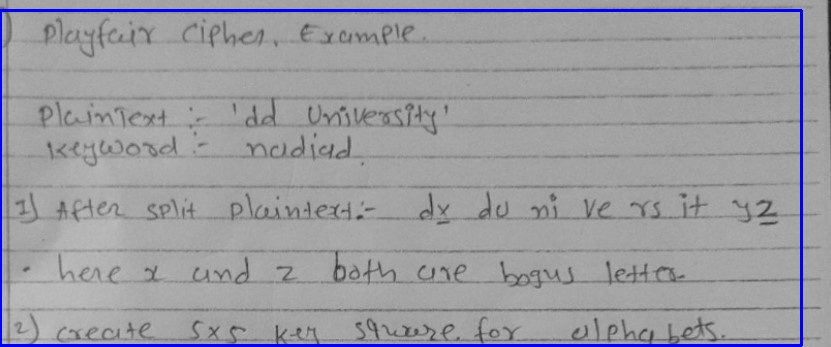 ) Playfair Cipher. Example.
PlainText :- 'dd University'
Keyword :- nadiad.
1) After split plaintext :- dx du ni ve rs it yz
• here x and z both are bogus letter
2) create 5x5 key square for alphabets.